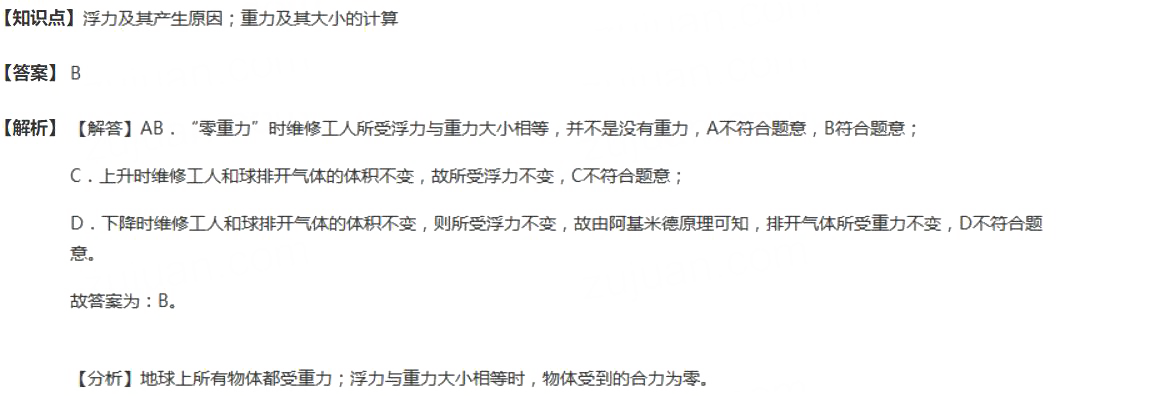 【知识点】浮力及其产生原因；重力及其大小的计算
【答案】 B
【解析】 【解答】AB．“零重力”时维修工人所受浮力与重力大小相等，并不是没有重力，A不符合题意，B符合题意；
C．上升时维修工人和球排开气体的体积不变，故所受浮力不变，C不符合题意；
D．下降时维修工人和球排开气体的体积不变，则所受浮力不变，故由阿基米德原理可知，排开气体所受重力不变，D不符合题
意。
故答案为：B。
【分析】地球上所有物体都受重力；浮力与重力大小相等时，物体受到的合力为零。